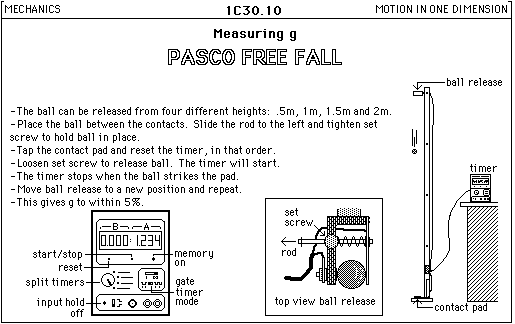 MECHANICS
1C30.10
MOTION IN ONE DIMENSION
Measuring g
PASCO FREE FALL
-The ball can be released from four different heights: .5m, 1m, 1.5m and 2m.
-Place the ball between the contacts. Slide the rod to the left and tighten set
screw to hold ball in place.
-Tap the contact pad and reset the timer, in that order.
-Loosen set screw to release ball. The timer will start.
-The timer stops when the ball strikes the pad.
-Move ball release to a new position and repeat.
-This gives g to within 5%.
ball release
timer
contact pad
B A
0.000: 1.234
start/stop
reset
split timers
input hold
off
memory
on
gate
timer
mode
set
screw
rod
top view ball release